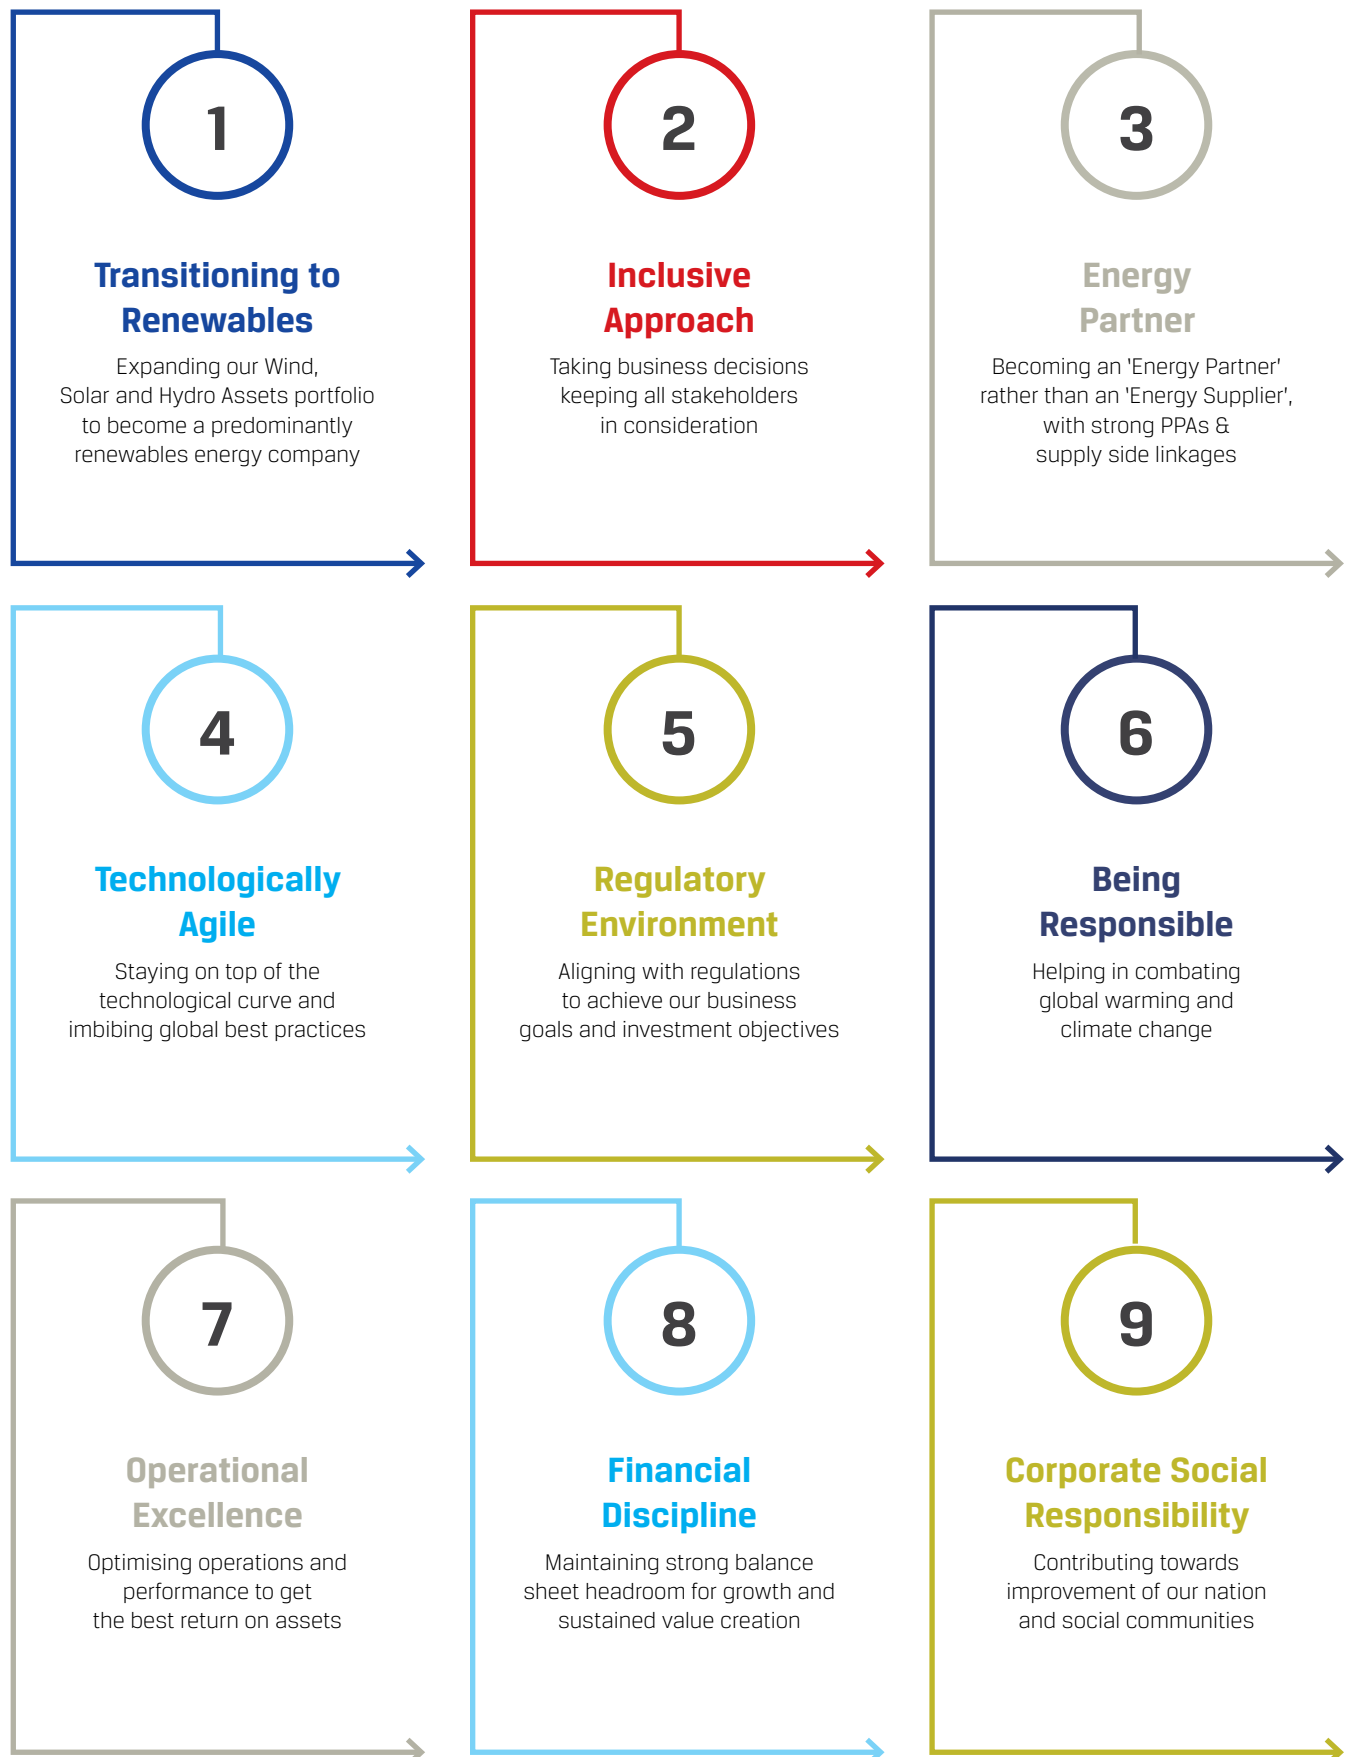 1
Transitioning to
Renewables
Expanding our Wind,
Solar and Hydro Assets portfolio
to become a predominantly
renewables energy company
2
Inclusive
Approach
Taking business decisions
keeping all stakeholders
in consideration
3
Energy
Partner
Becoming an 'Energy Partner'
rather than an 'Energy Supplier',
with strong PPAs &
supply side linkages
4
Technologically
Agile
Staying on top of the
technological curve and
imbibing global best practices
5
Regulatory
Environment
Aligning with regulations
to achieve our business
goals and investment objectives
6
Being
Responsible
Helping in combating
global warming and
climate change
7
Operational
Excellence
Optimising operations and
performance to get
the best return on assets
8
Financial
Discipline
Maintaining strong balance
sheet headroom for growth and
sustained value creation
9
Corporate Social
Responsibility
Contributing towards
improvement of our nation
and social communities